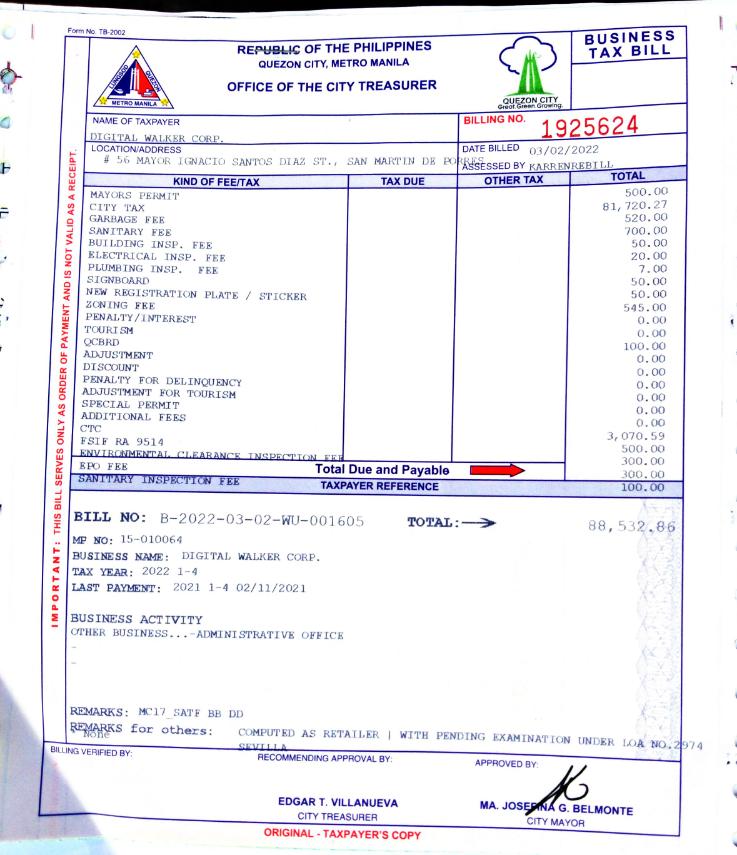 Form No. TB-2002
REPUBLIC OF THE PHILIPPINES
QUEZON CITY, METRO MANILA
OFFICE OF THE CITY TREASURER
LUNGSOD QUEZON
METRO MANILA
QUEZON CITY
Great.Green.Growing.
BUSINESS
TAX BILL
NAME OF TAXPAYER
DIGITAL WALKER CORP.
BILLING NO. 1925624
LOCATION/ADDRESS
# 56 MAYOR IGNACIO SANTOS DIAZ ST., SAN MARTIN DE PORRES
DATE BILLED 03/02/2022
ASSESSED BY KARRENREBILL
KIND OF FEE/TAX TAX DUE OTHER TAX TOTAL
MAYORS PERMIT 500.00
CITY TAX 81,720.27
GARBAGE FEE 520.00
SANITARY FEE 700.00
BUILDING INSP. FEE 50.00
ELECTRICAL INSP. FEE 20.00
PLUMBING INSP. FEE 7.00
SIGNBOARD 50.00
NEW REGISTRATION PLATE / STICKER 50.00
ZONING FEE 545.00
PENALTY/INTEREST 0.00
TOURISM 0.00
QCBRD 100.00
ADJUSTMENT 0.00
DISCOUNT 0.00
PENALTY FOR DELINQUENCY 0.00
ADJUSTMENT FOR TOURISM 0.00
SPECIAL PERMIT 0.00
ADDITIONAL FEES 0.00
CTC 3,070.59
FSIF RA 9514 500.00
ENVIRONMENTAL CLEARANCE INSPECTION FEE 300.00
EPO FEE 300.00
Total Due and Payable
SANITARY INSPECTION FEE 100.00
TAXPAYER REFERENCE
BILL NO: B-2022-03-02-WU-001605 TOTAL: 88,532.86
MP NO: 15-010064
BUSINESS NAME: DIGITAL WALKER CORP.
TAX YEAR: 2022 1-4
LAST PAYMENT: 2021 1-4 02/11/2021
BUSINESS ACTIVITY
OTHER BUSINESS...-ADMINISTRATIVE OFFICE
-
-
REMARKS: MC17_SATF BB DD
REMARKS for others: COMPUTED AS RETAILER | WITH PENDING EXAMINATION UNDER LOA NO.2974
* None
SEVILLA
BILLING VERIFIED BY:
RECOMMENDING APPROVAL BY:
APPROVED BY:
EDGAR T. VILLANUEVA
CITY TREASURER
MA. JOSEFINA G. BELMONTE
CITY MAYOR
ORIGINAL - TAXPAYER'S COPY
IMPORTANT: THIS BILL SERVES ONLY AS ORDER OF PAYMENT AND IS NOT VALID AS A RECEIPT.